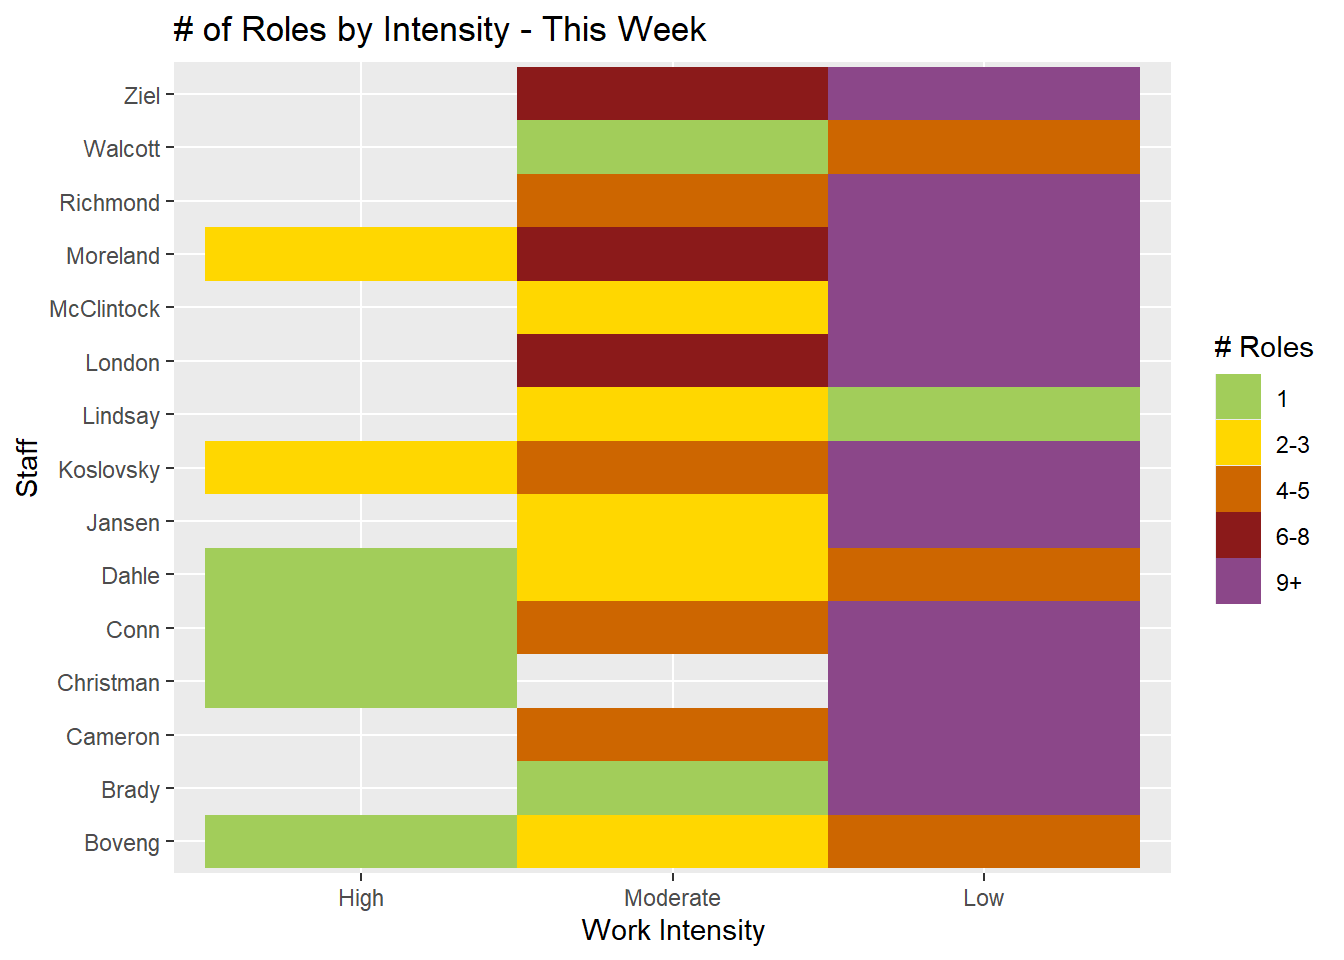 # of Roles by Intensity - This Week
Ziel
Walcott
Richmond
Moreland
McClintock
London
Lindsay
Koslovsky
Jansen
Dahle
Conn
Christman
Cameron
Brady
Boveng
Staff
High Moderate Low
Work Intensity
# Roles
1
2-3
4-5
6-8
9+